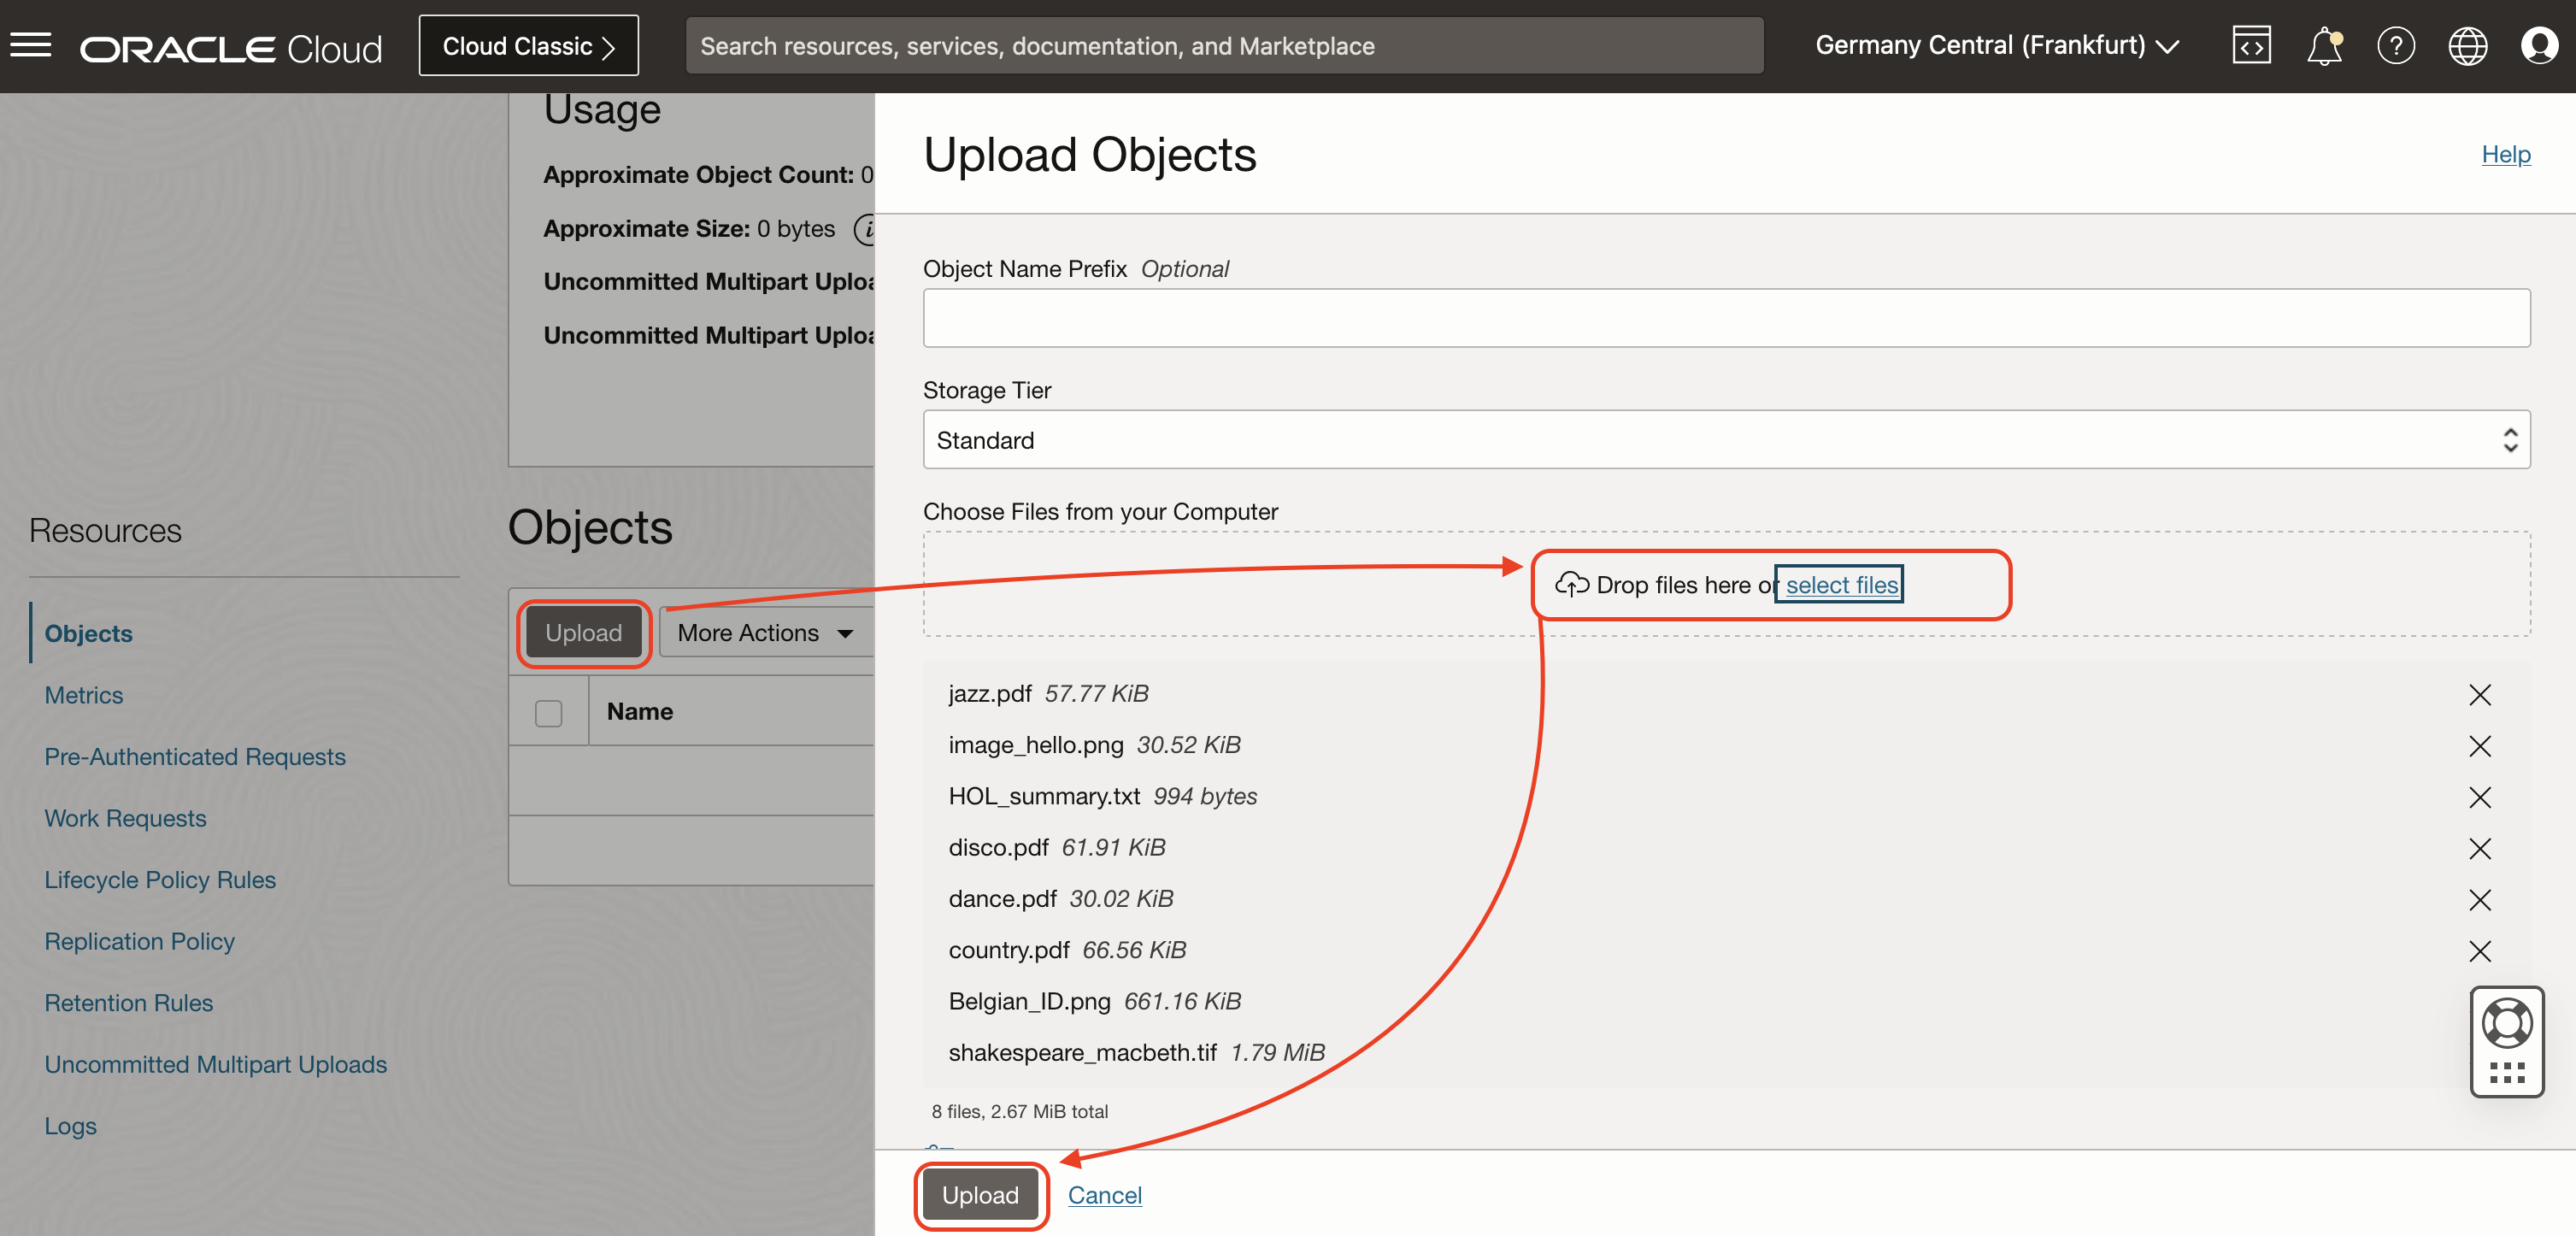 ORACLE Cloud
Cloud Classic
Search resources, services, documentation, and Marketplace
Germany Central (Frankfurt)
Usage
Approximate Object Count: 0
Approximate Size: 0 bytes
Uncommitted Multipart
Uncommitted Multipart
Resources
Objects
Metrics
Pre-Authenticated Requests
Work Requests
Lifecycle Policy Rules
Replication Policy
Retention Rules
Uncommitted Multipart Uploads
Logs
Objects
Upload
More Actions
Name
Upload Objects
Help
Object Name Prefix Optional
Storage Tier
Standard
Choose Files from your Computer
Drop files here or select files
jazz.pdf 57.77 KiB
image_hello.png 30.52 KiB
HOL_summary.txt 994 bytes
disco.pdf 61.91 KiB
dance.pdf 30.02 KiB
country.pdf 66.56 KiB
Belgian_ID.png 661.16 KiB
shakespeare_macbeth.tif 1.79 MiB
8 files, 2.67 MiB total
Upload
Cancel